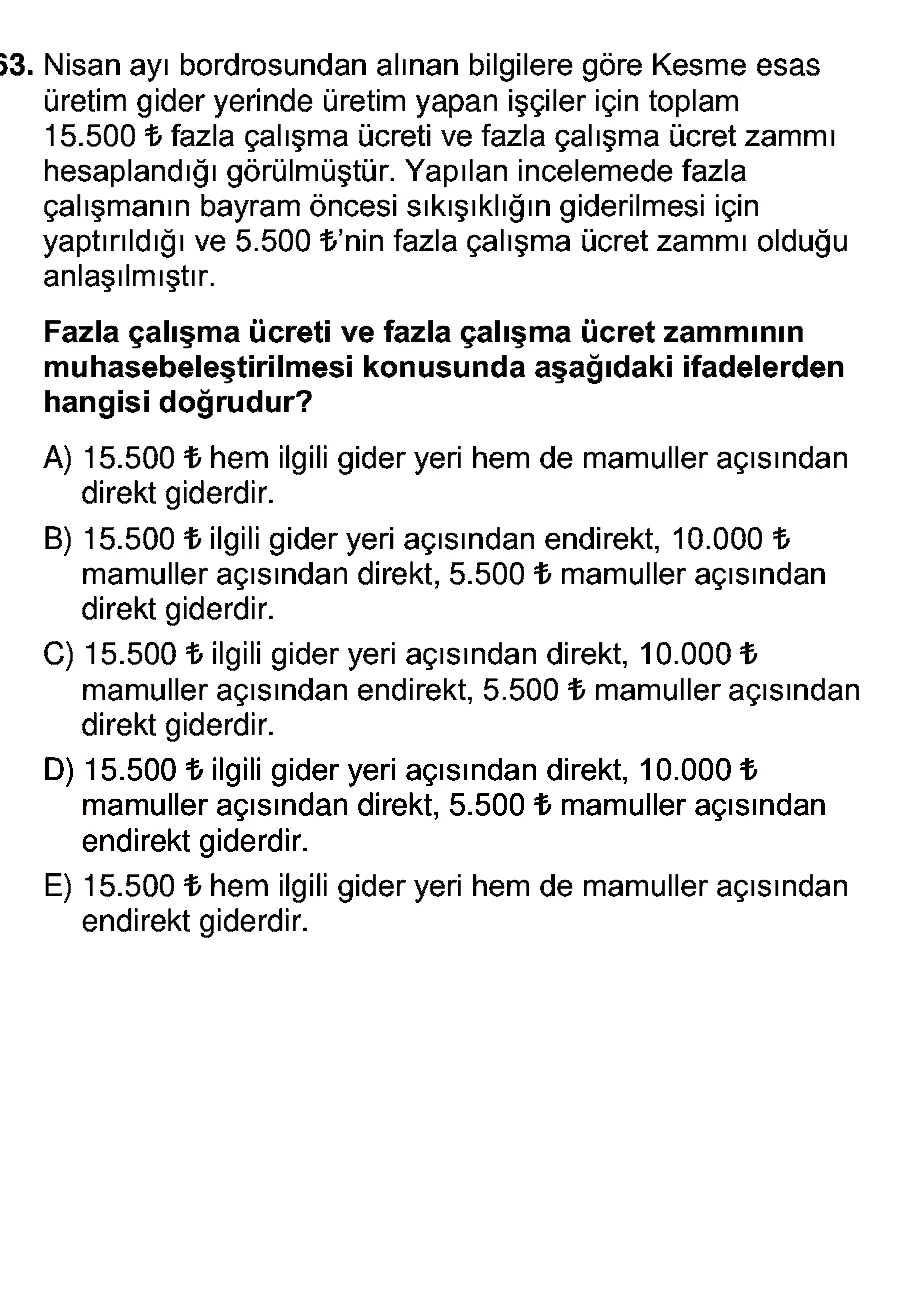 63. Nisan ayı bordrosundan alınan bilgilere göre Kesme esas
üretim gider yerinde üretim yapan işçiler için toplam
15.500 ₺ fazla çalışma ücreti ve fazla çalışma ücret zammı
hesaplandığı görülmüştür. Yapılan incelemede fazla
çalışmanın bayram öncesi sıkışıklığın giderilmesi için
yaptırıldığı ve 5.500 ₺’nin fazla çalışma ücret zammı olduğu
anlaşılmıştır.
Fazla çalışma ücreti ve fazla çalışma ücret zammının
muhasebeleştirilmesi konusunda aşağıdaki ifadelerden
hangisi doğrudur?
A) 15.500 ₺ hem ilgili gider yeri hem de mamuller açısından
direkt giderdir.
B) 15.500 ₺ ilgili gider yeri açısından endirekt, 10.000 ₺
mamuller açısından direkt, 5.500 ₺ mamuller açısından
direkt giderdir.
C) 15.500 ₺ ilgili gider yeri açısından direkt, 10.000 ₺
mamuller açısından endirekt, 5.500 ₺ mamuller açısından
direkt giderdir.
D) 15.500 ₺ ilgili gider yeri açısından direkt, 10.000 ₺
mamuller açısından direkt, 5.500 ₺ mamuller açısından
endirekt giderdir.
E) 15.500 ₺ hem ilgili gider yeri hem de mamuller açısından
endirekt giderdir.